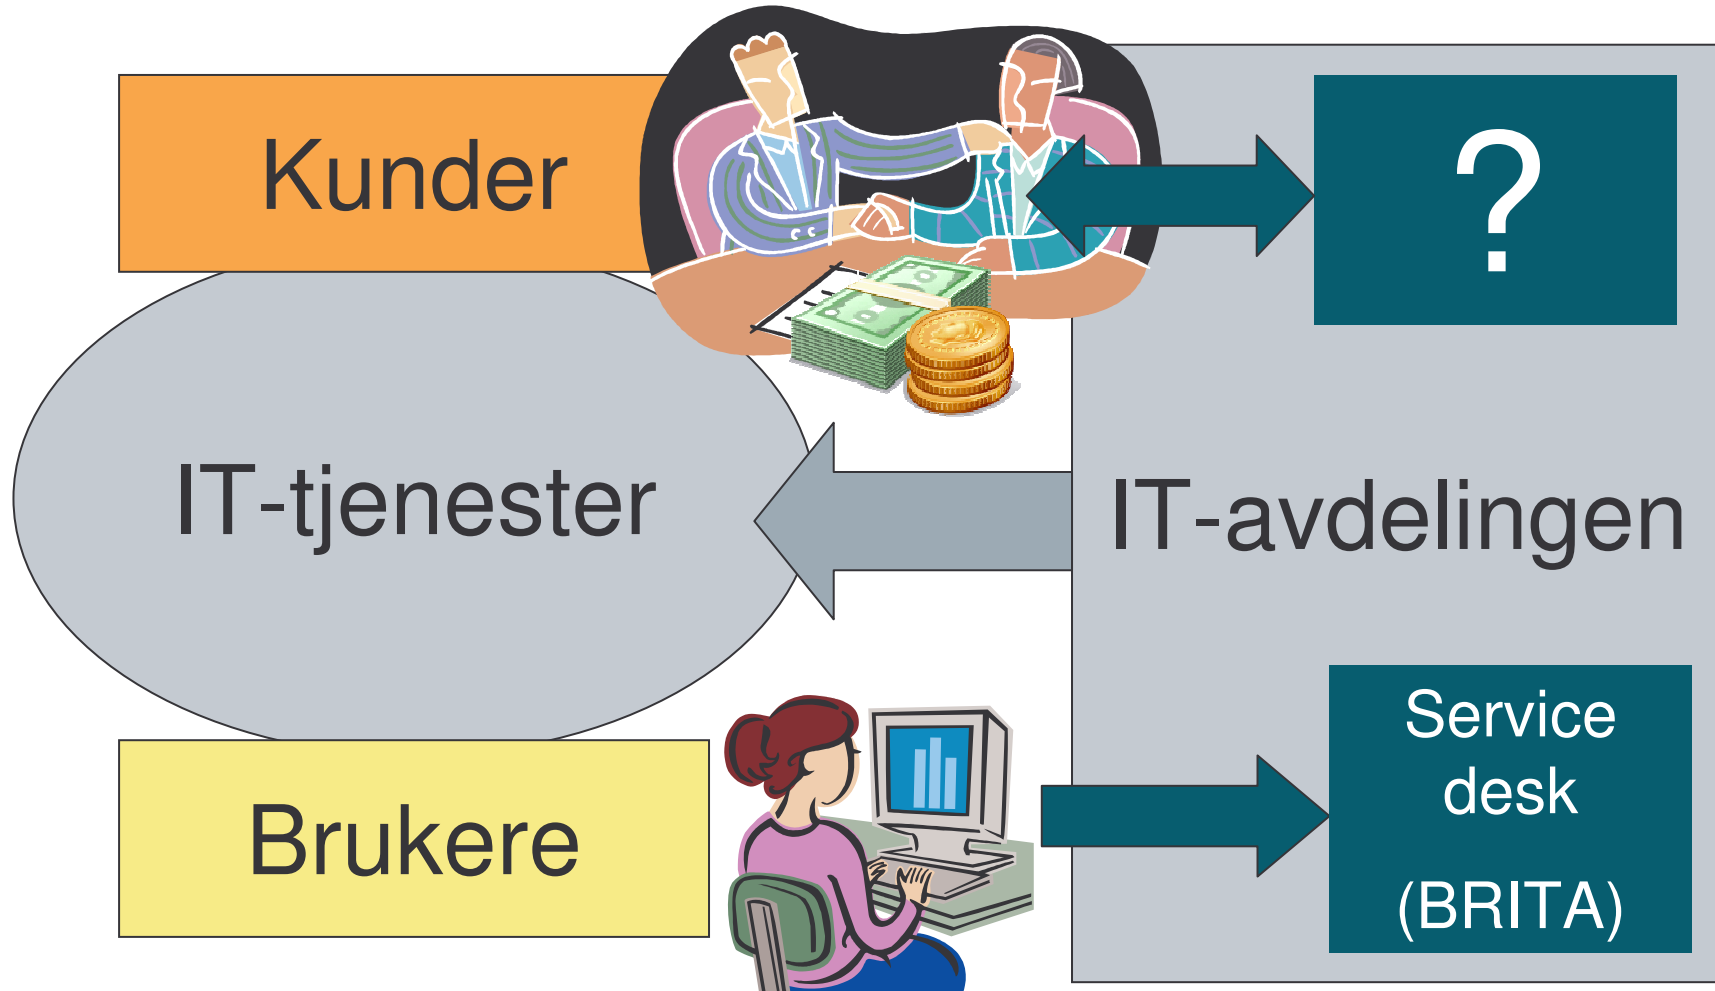 Kunder
?
IT-tjenester
IT-avdelingen
Brukere
Service
desk
(BRITA)